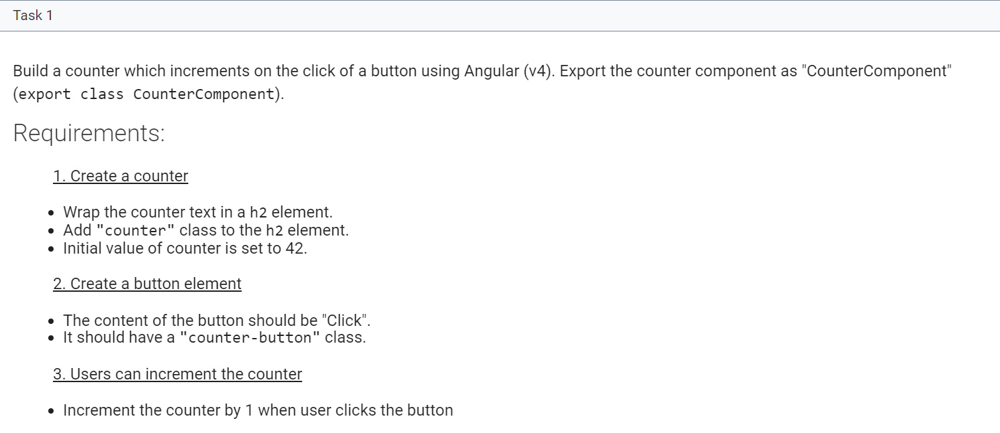 Task 1
Build a counter which increments on the click of a button using Angular (v4). Export the counter component as "CounterComponent"
(export class CounterComponent).
Requirements:
1. Create a counter
• Wrap the counter text in a h2 element.
• Add "counter" class to the h2 element.
• Initial value of counter is set to 42.
2. Create a button element
• The content of the button should be "Click".
• It should have a "counter-button" class.
3. Users can increment the counter
• Increment the counter by 1 when user clicks the button